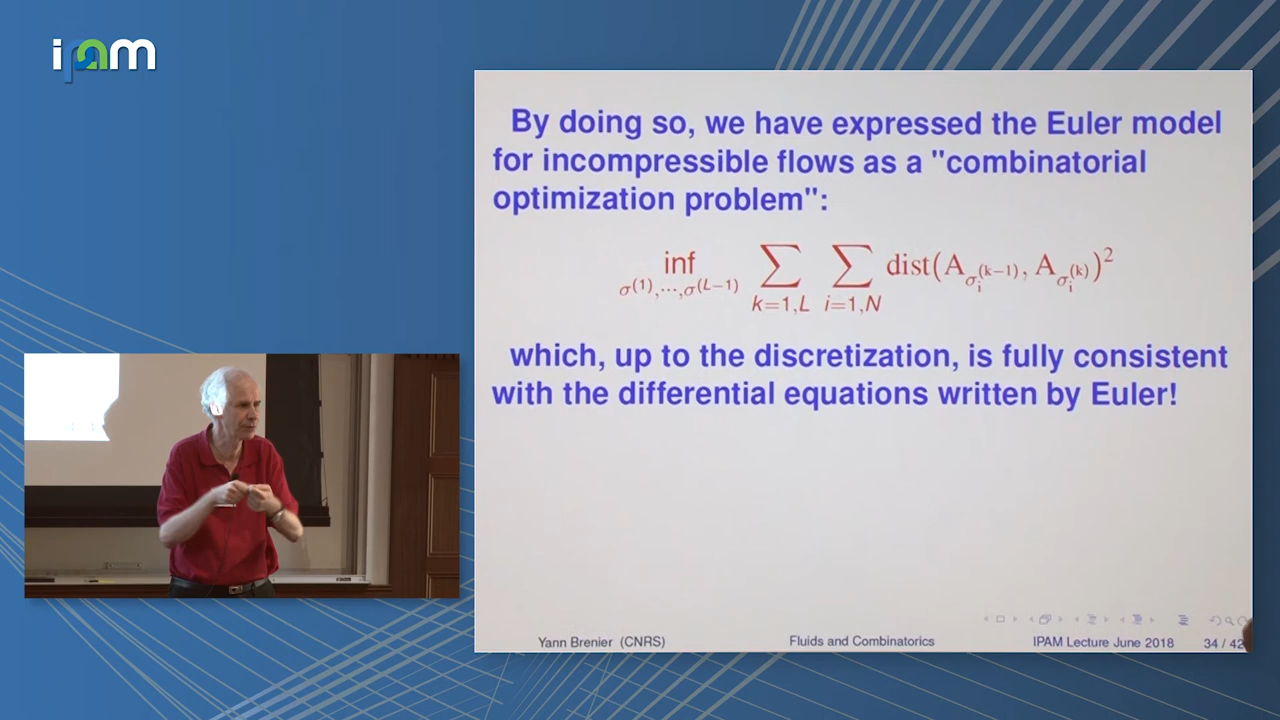 ipam
By doing so, we have expressed the Euler model
for incompressible flows as a "combinatorial
optimization problem":
inf_{σ^{(1)},⋯,σ^{(L−1)}} ∑_{k=1,L} ∑_{i=1,N} dist(A_{σ_i^{(k−1)}}, A_{σ_i^{(k)}})^2
which, up to the discretization, is fully consistent
with the differential equations written by Euler!
Yann Brenier (CNRS) Fluids and Combinatorics IPAM Lecture June 2018 34 / 42